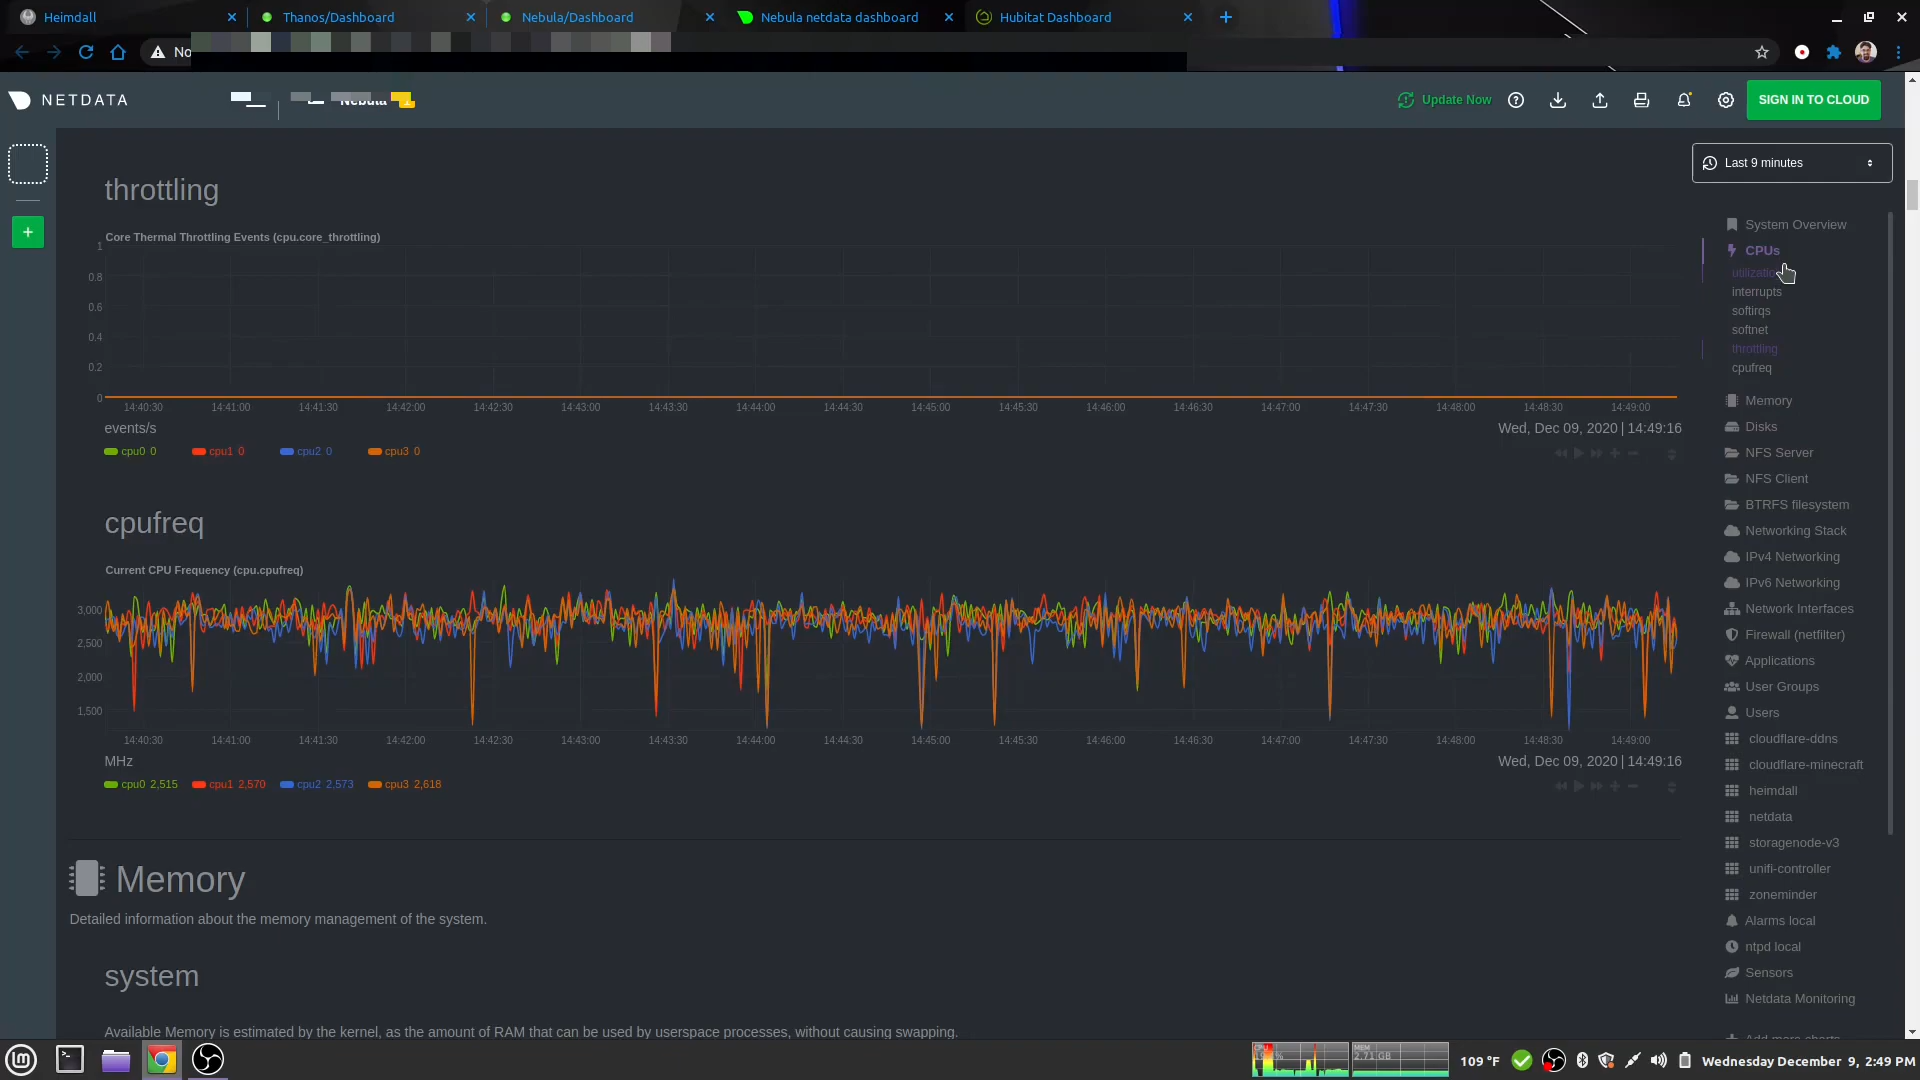 Heimdall
Thanos/Dashboard
Nebula/Dashboard
Nebula netdata dashboard
Hubitat Dashboard
No
NETDATA
Nebula
Update Now
SIGN IN TO CLOUD
Last 9 minutes
+
throttling
Core Thermal Throttling Events (cpu.core_throttling)
1
0.8
0.6
0.4
0.2
0
14:40:30 14:41:00 14:41:30 14:42:00 14:42:30 14:43:00 14:43:30 14:44:00 14:44:30 14:45:00 14:45:30 14:46:00 14:46:30 14:47:00 14:47:30 14:48:00 14:48:30 14:49:00
events/s
Wed, Dec 09, 2020 | 14:49:16
cpu0 0 cpu1 0 cpu2 0 cpu3 0
cpufreq
Current CPU Frequency (cpu.cpufreq)
3,000
2,500
2,000
1,500
14:40:30 14:41:00 14:41:30 14:42:00 14:42:30 14:43:00 14:43:30 14:44:00 14:44:30 14:45:00 14:45:30 14:46:00 14:46:30 14:47:00 14:47:30 14:48:00 14:48:30 14:49:00
MHz
Wed, Dec 09, 2020 | 14:49:16
cpu0 2,515 cpu1 2,570 cpu2 2,573 cpu3 2,618
Memory
Detailed information about the memory management of the system.
system
Available Memory is estimated by the kernel, as the amount of RAM that can be used by userspace processes, without causing swapping.
System Overview
CPUs
utilization
interrupts
softirqs
softnet
throttling
cpufreq
Memory
Disks
NFS Server
NFS Client
BTRFS filesystem
Networking Stack
IPv4 Networking
IPv6 Networking
Network Interfaces
Firewall (netfilter)
Applications
User Groups
Users
cloudflare-ddns
cloudflare-minecraft
heimdall
netdata
storagenode-v3
unifi-controller
zoneminder
Alarms local
ntpd local
Sensors
Netdata Monitoring
Add more charts
MEM
2.71 GB
109 °F
Wednesday December 9, 2:49 PM